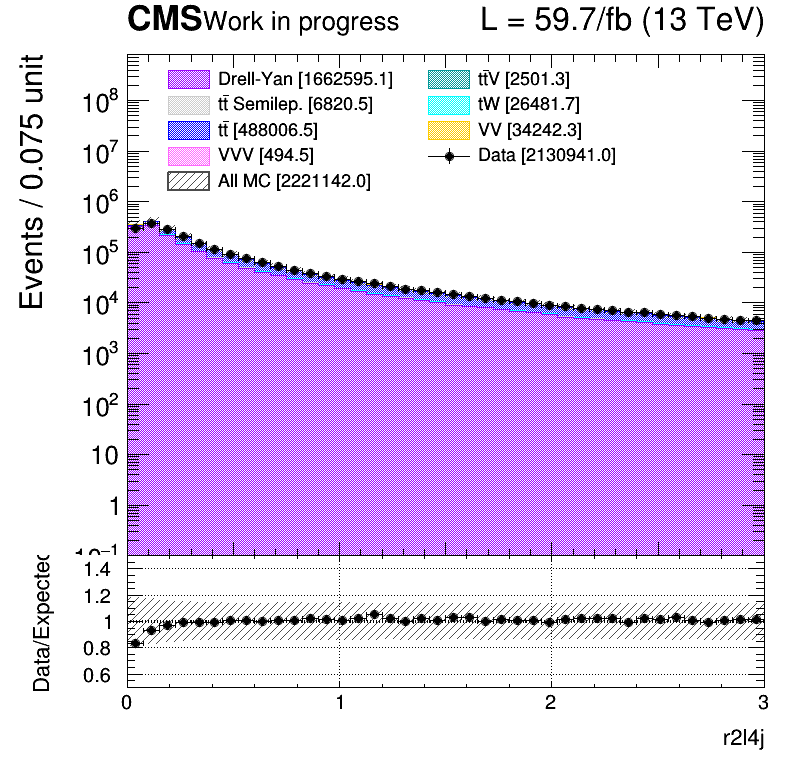 CMS Work in progress L = 59.7/fb (13 TeV)
Events / 0.075 unit
Drell-Yan [1662595.1]
tt̄V [2501.3]
tt̄ Semilep. [6820.5]
tW [26481.7]
tt̄ [488006.5]
VV [34242.3]
VVV [494.5]
Data [2130941.0]
All MC [2221142.0]
10⁸
10⁷
10⁶
10⁵
10⁴
10³
10²
10
1
10⁻¹
Data/Expected
1.4
1.2
1
0.8
0.6
0 1 2 3
r2l4j